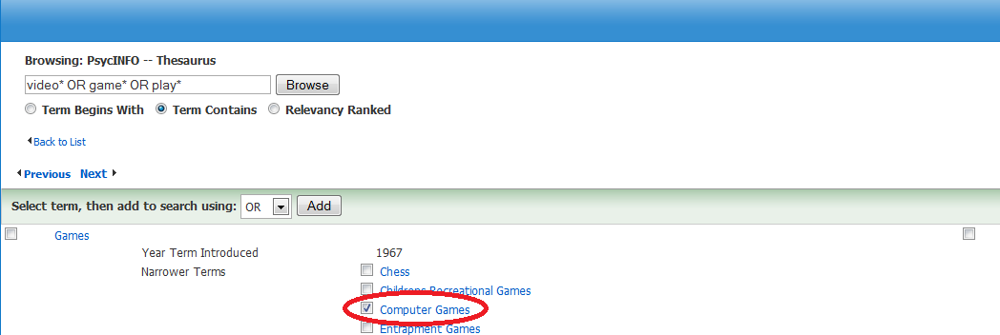 Browsing: PsycINFO -- Thesaurus
video* OR game* OR play* Browse
Term Begins With Term Contains Relevancy Ranked
Back to List
Previous Next
Select term, then add to search using: OR Add
Games
Year Term Introduced 1967
Narrower Terms Chess
Childrens Recreational Games
Computer Games
Entrapment Games